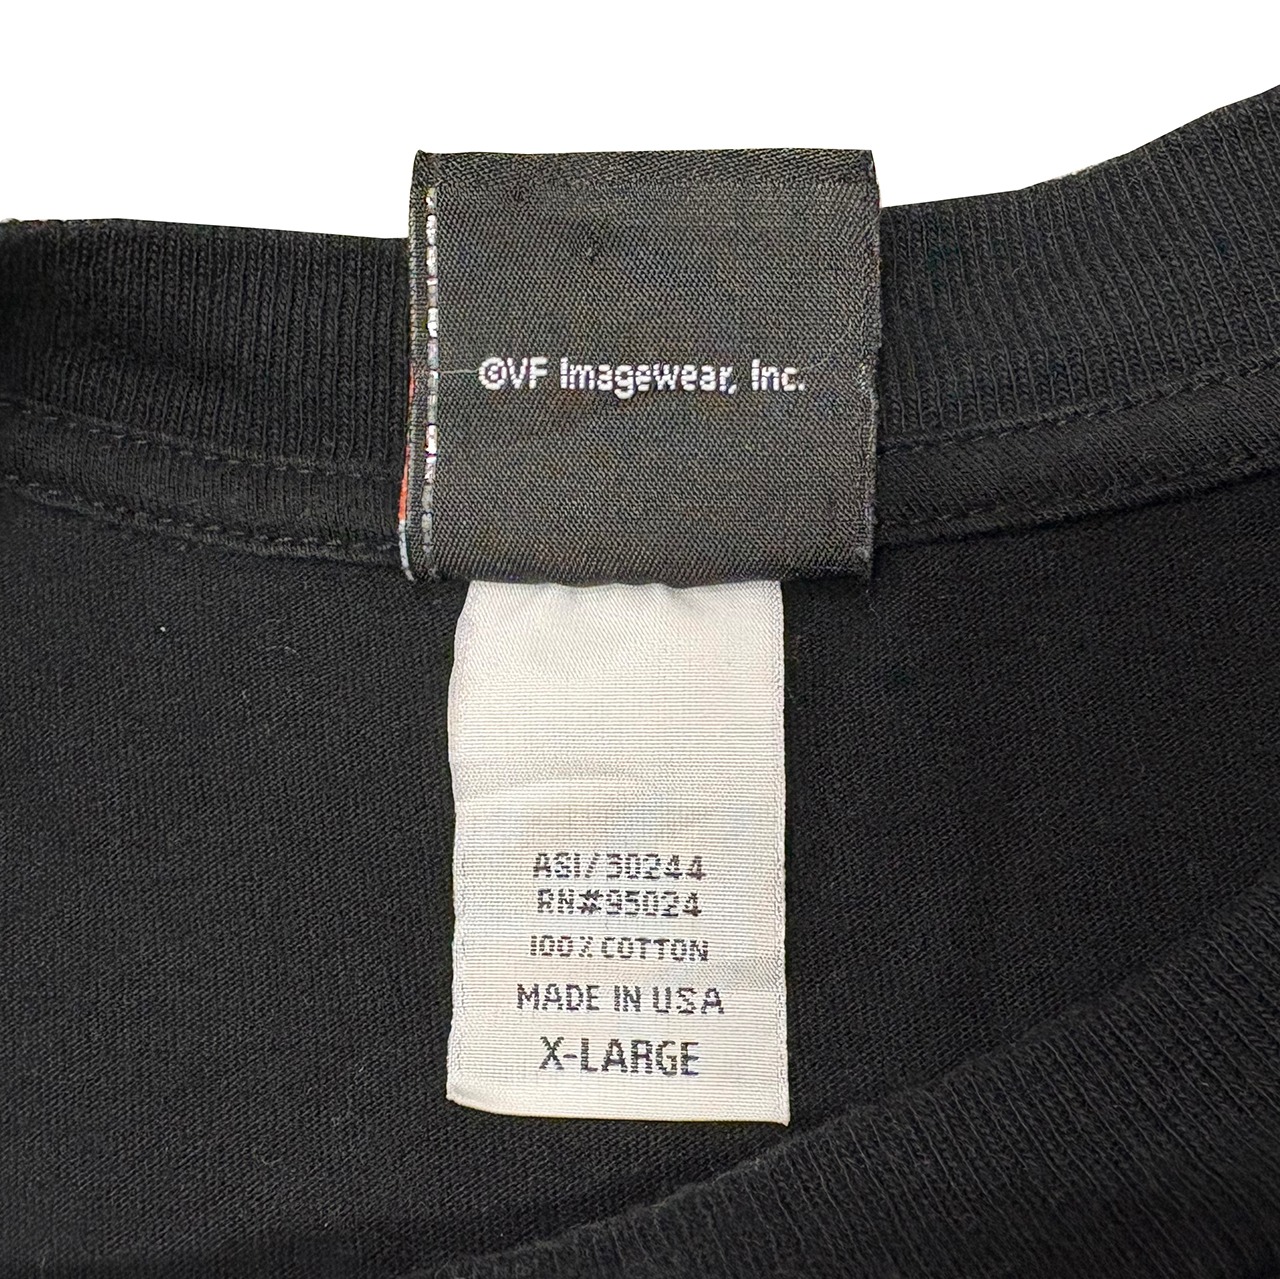 ©VF Imagewear, Inc.
ASI/30244
RN#95024
100% COTTON
MADE IN USA
X-LARGE